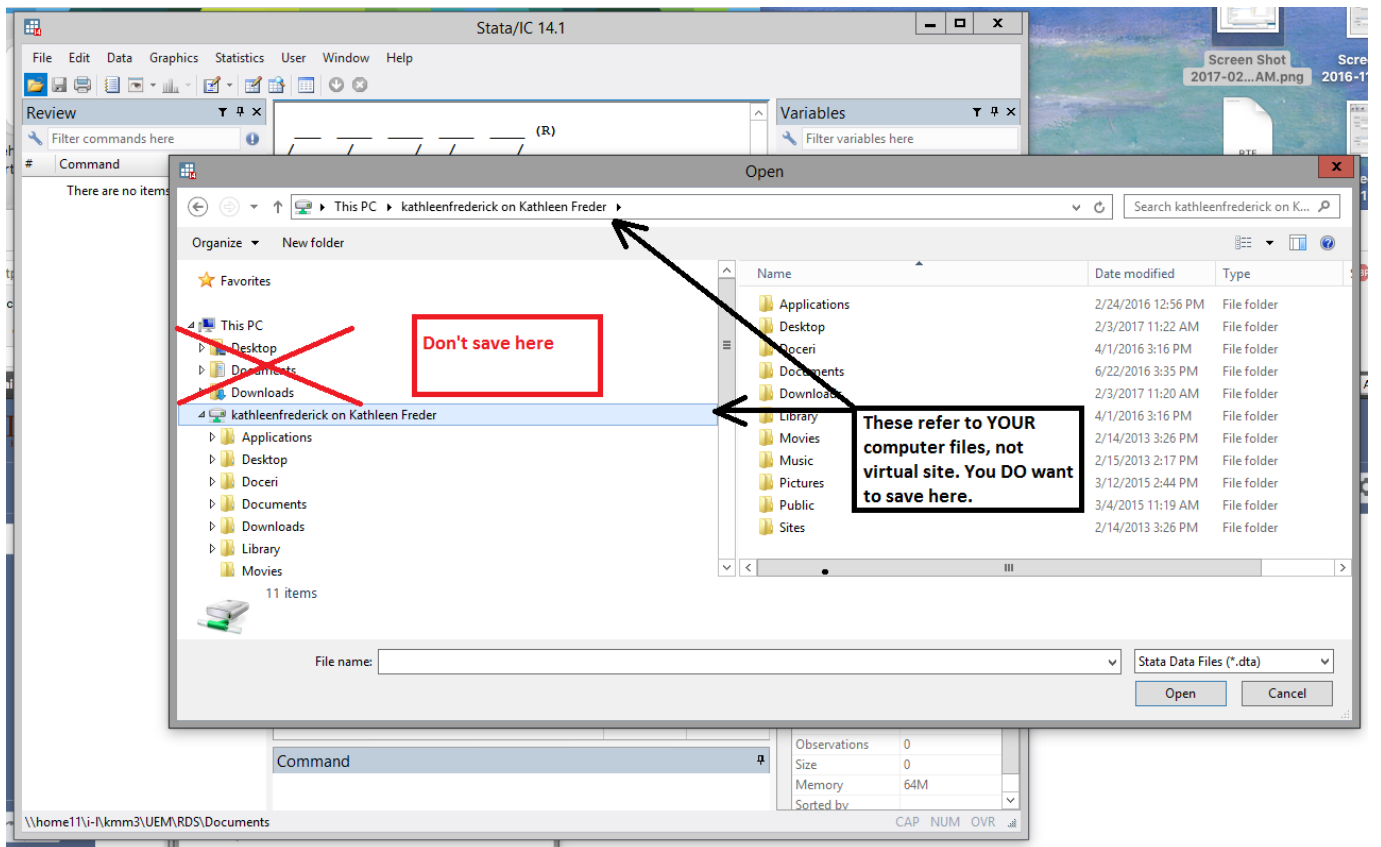 Stata/IC 14.1
File Edit Data Graphics Statistics User Window Help
Screen Shot
2017-02...AM.png
2016-11
Review
Variables
Filter commands here
(R)
Filter variables here
# Command
There are no items
Open
This PC kathleenfrederick on Kathleen Freder
Search kathleenfrederick on K...
Organize New folder
Favorites
Name Date modified Type
This PC
Desktop
Documents
Downloads
kathleenfrederick on Kathleen Freder
Applications
Desktop
Doceri
Documents
Downloads
Library
Movies
11 items
Don't save here
Applications 2/24/2016 12:56 PM File folder
Desktop 2/3/2017 11:22 AM File folder
Doceri 4/1/2016 3:16 PM File folder
Documents 6/22/2016 3:35 PM File folder
Downloads 2/3/2017 11:20 AM File folder
Library 4/1/2016 3:16 PM File folder
Movies 2/14/2013 3:26 PM File folder
Music 2/15/2013 2:17 PM File folder
Pictures 3/12/2015 2:44 PM File folder
Public 3/4/2015 11:19 AM File folder
Sites 2/14/2013 3:26 PM File folder
These refer to YOUR
computer files, not
virtual site. You DO want
to save here.
File name:
Stata Data Files (*.dta)
Open Cancel
Command
Observations 0
Size 0
Memory 64M
Sorted by
\\home11\i-l\kmm3\UEM\RDS\Documents
CAP NUM OVR